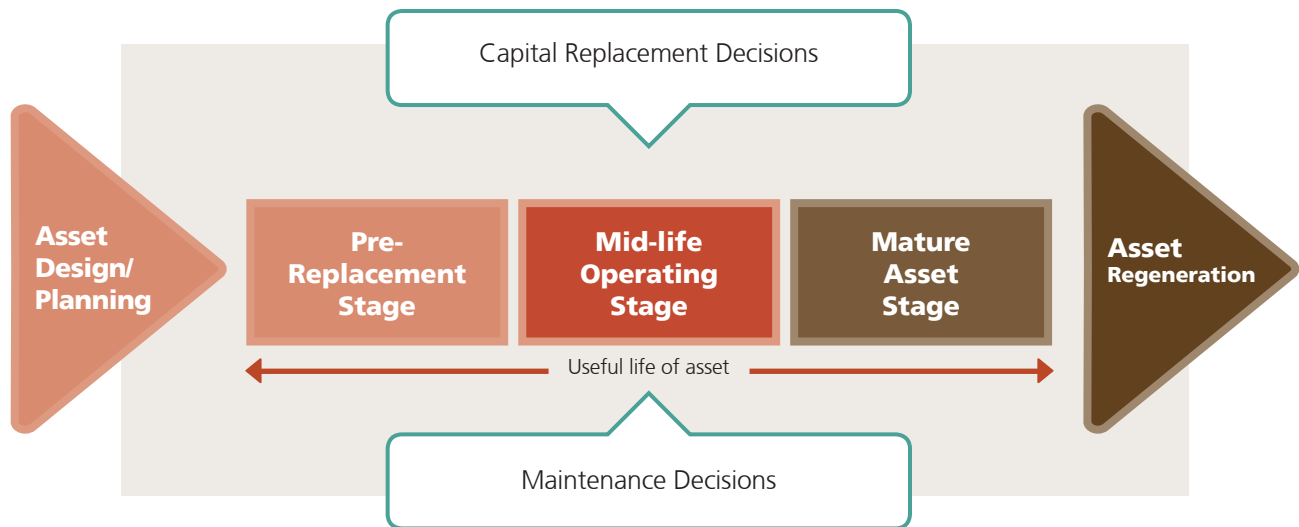 Capital Replacement Decisions
Asset
Design/
Planning
Pre-
Replacement
Stage
Mid-life
Operating
Stage
Mature
Asset
Stage
Asset
Regeneration
Useful life of asset
Maintenance Decisions